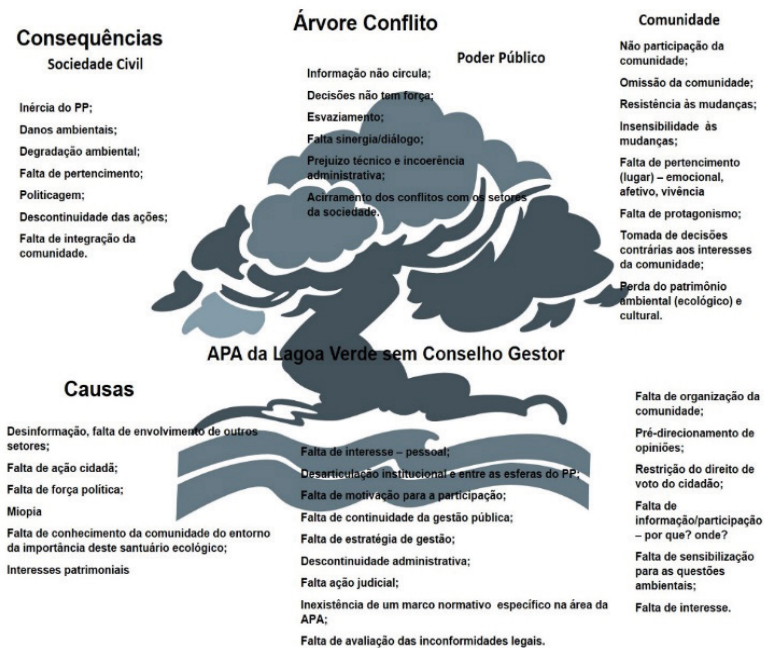 Árvore Conflito
Consequências
Sociedade Civil
Inércia do PP;
Danos ambientais;
Degradação ambiental;
Falta de pertencimento;
Politicagem;
Descontinuidade das ações;
Falta de integração da
comunidade.
Poder Público
Informação não circula;
Decisões não tem força;
Esvaziamento;
Falta sinergia/diálogo;
Prejuizo técnico e incoerência
administrativa;
Acirramento dos conflitos com os setores
da sociedade.
Comunidade
Não participação da
comunidade;
Omissão da comunidade;
Resistência às mudanças;
Insensibilidade às
mudanças;
Falta de pertencimento
(lugar) – emocional,
afetivo, vivência
Falta de protagonismo;
Tomada de decisões
contrárias aos interesses
da comunidade;
Perda do patrimônio
ambiental (ecológico) e
cultural.
APA da Lagoa Verde sem Conselho Gestor
Causas
Desinformação, falta de envolvimento de outros
setores;
Falta de ação cidadã;
Falta de força política;
Miopia
Falta de conhecimento da comunidade do entorno
da importância deste santuário ecológico;
Interesses patrimoniais
Falta de interesse – pessoal;
Desarticulação institucional e entre as esferas do PP;
Falta de motivação para a participação;
Falta de continuidade da gestão pública;
Falta de estratégia de gestão;
Descontinuidade administrativa;
Falta ação judicial;
Inexistência de um marco normativo específico na área da
APA;
Falta de avaliação das inconformidades legais.
Falta de organização da
comunidade;
Pré-direcionamento de
opiniões;
Restrição do direito de
voto do cidadão;
Falta de
informação/participação
– por que? onde?
Falta de sensibilização
para as questões
ambientais;
Falta de interesse.